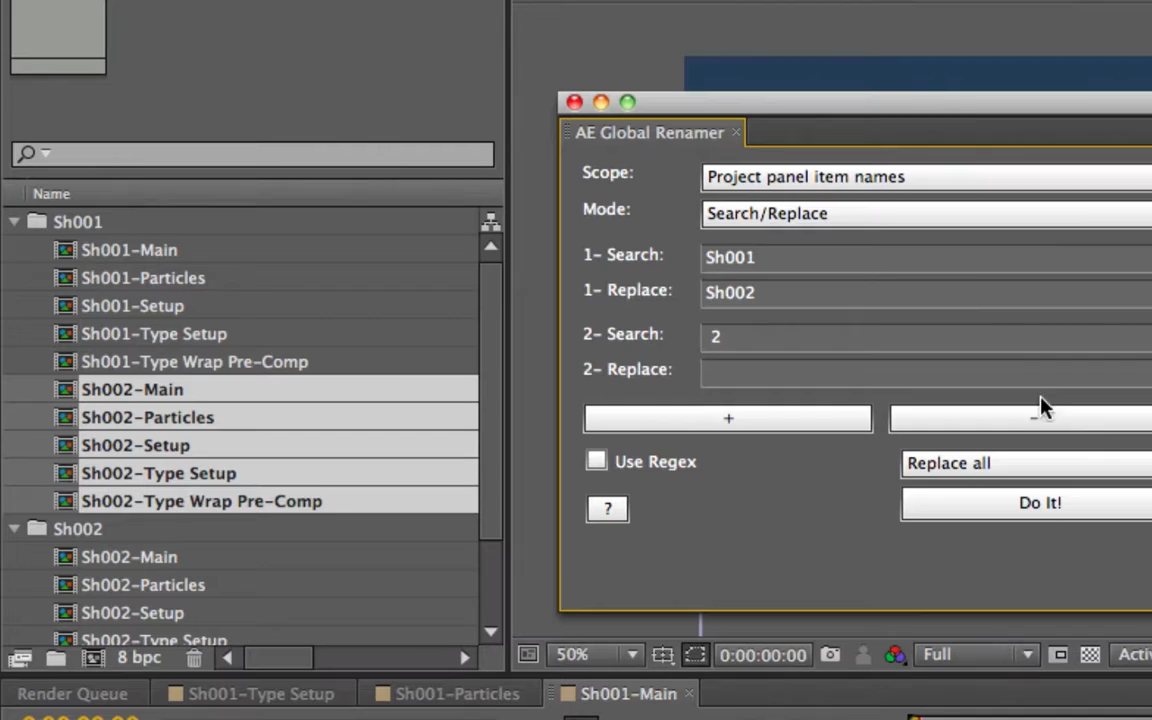 Name
Sh001
Sh001-Main
Sh001-Particles
Sh001-Setup
Sh001-Type Setup
Sh001-Type Wrap Pre-Comp
Sh002-Main
Sh002-Particles
Sh002-Setup
Sh002-Type Setup
Sh002-Type Wrap Pre-Comp
Sh002
Sh002-Main
Sh002-Particles
Sh002-Setup
Sh002-Type Setup
8 bpc
AE Global Renamer ×
Scope: Project panel item names
Mode: Search/Replace
1- Search: Sh001
1- Replace: Sh002
2- Search: 2
2- Replace:
+ -
Use Regex Replace all
? Do It!
50% 0:00:00:00 Full Activ
Render Queue Sh001-Type Setup Sh001-Particles Sh001-Main ×